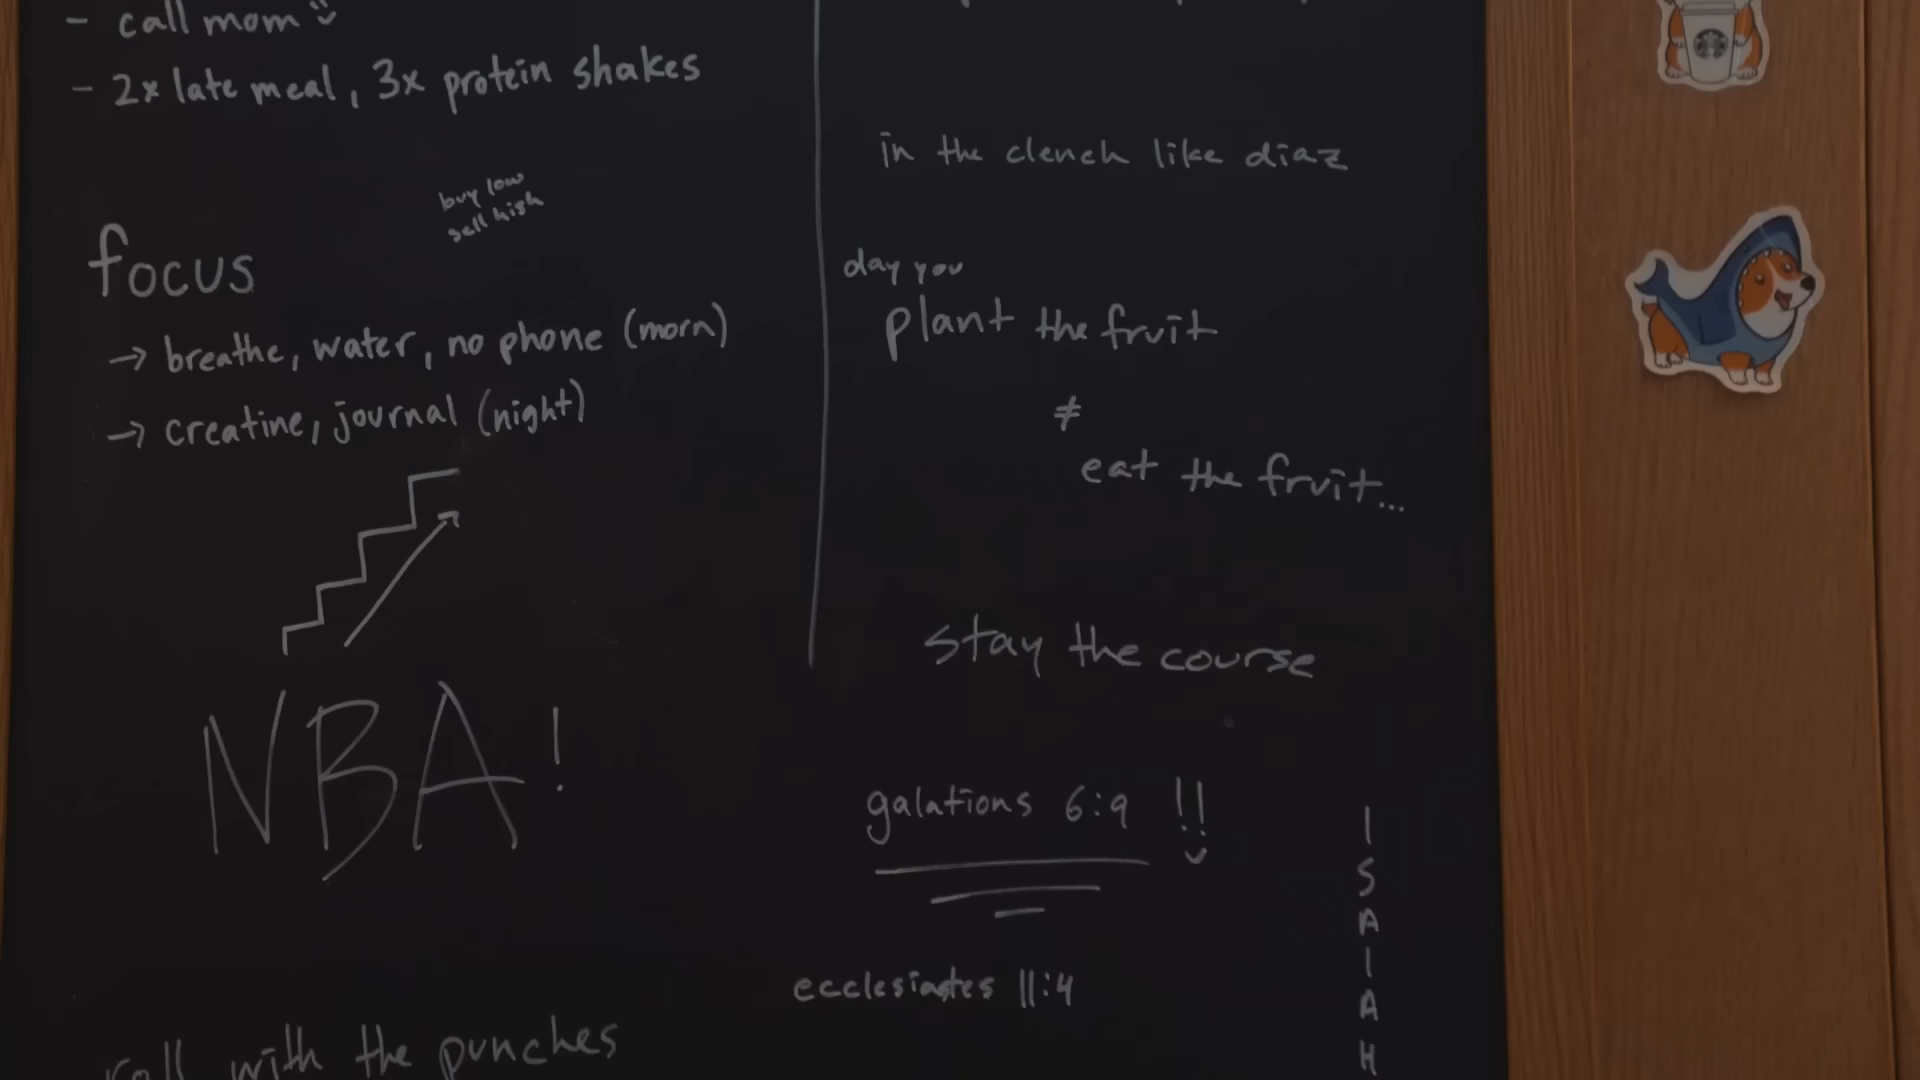 - call mom
- 2x late meal, 3x protein shakes
buy low
sell high
focus
→ breathe, water, no phone (morn)
→ creatine, journal (night)
NBA!
roll with the punches
in the clench like diaz
day you
plant the fruit
≠
eat the fruit...
stay the course
galations 6:9 !!
ecclesiastes 11:4
ISAIAH